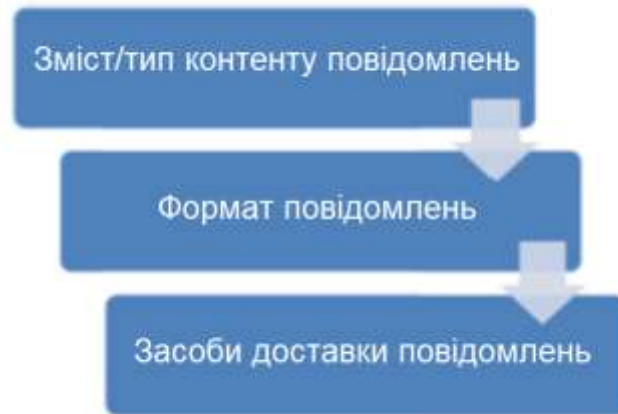 Зміст/тип контенту повідомлень
Формат повідомлень
Засоби доставки повідомлень